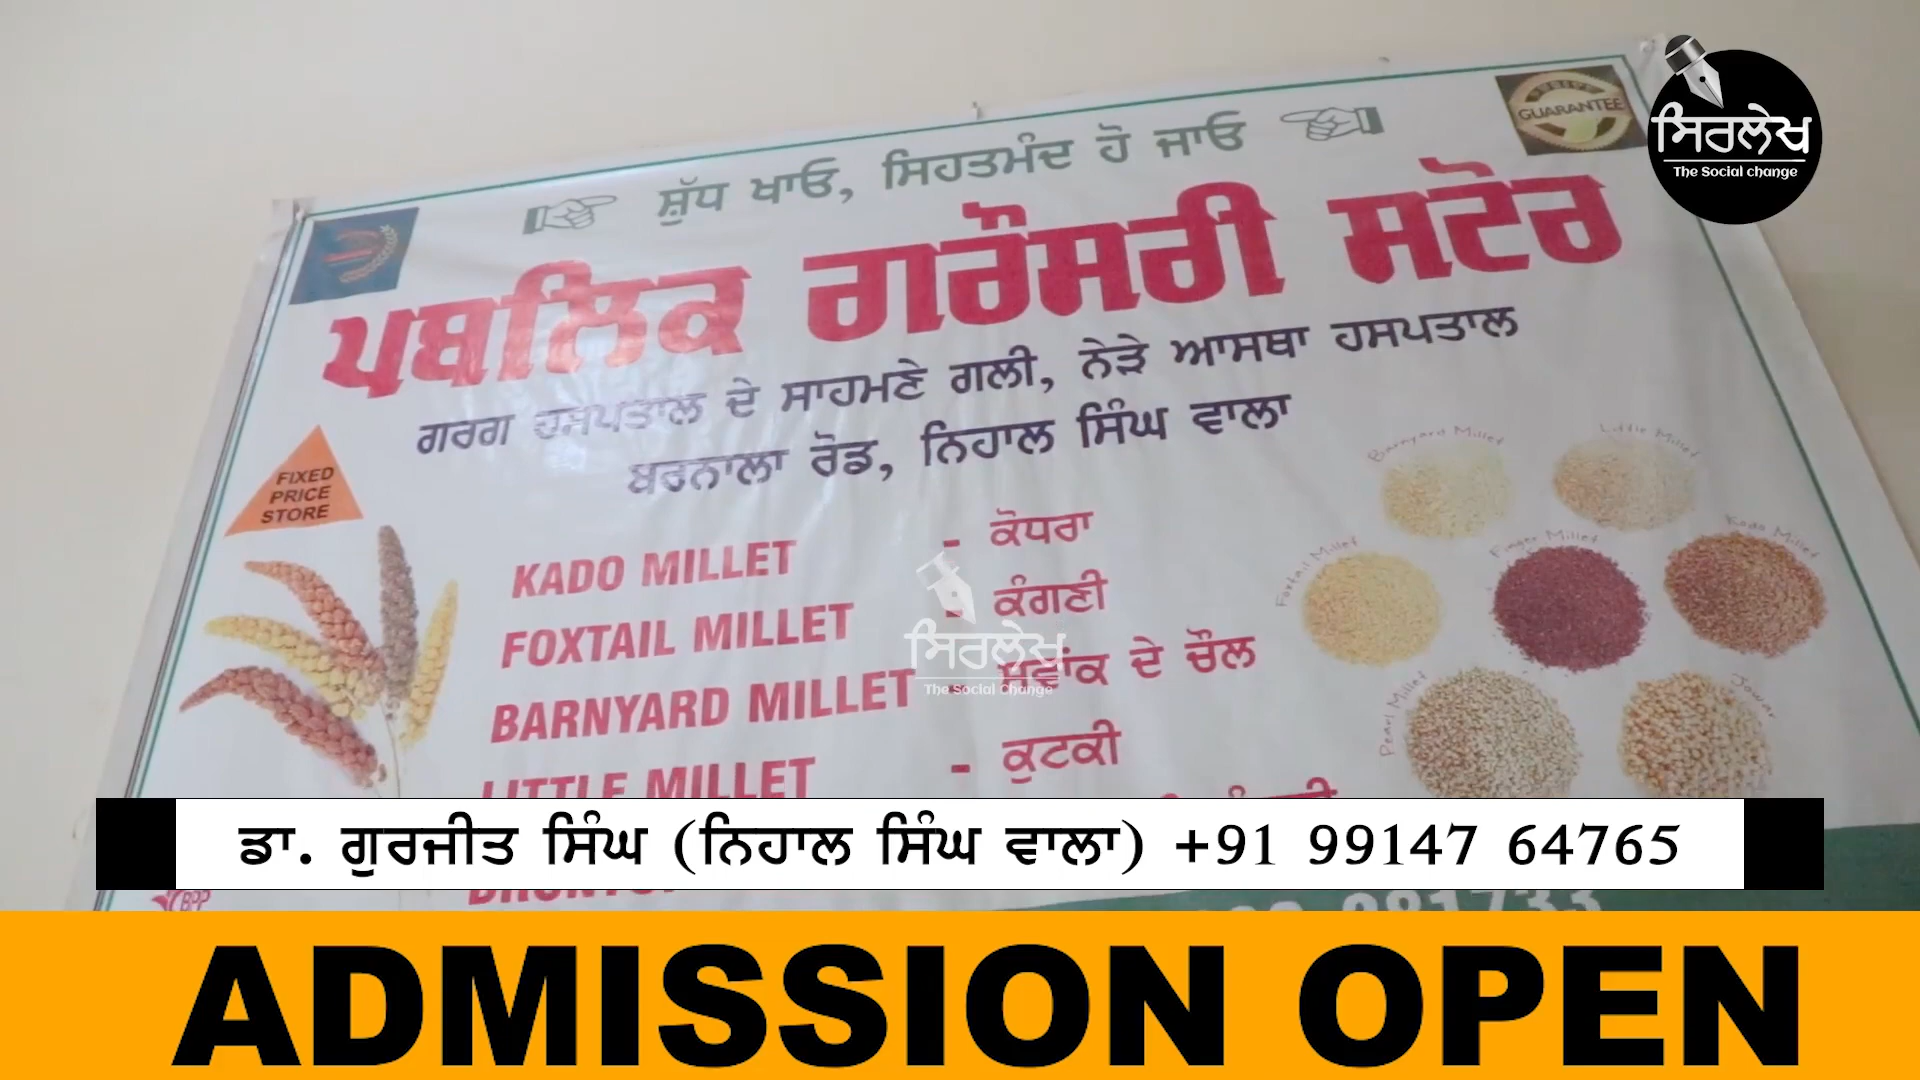 ਸਿਰਲੇਖ
The Social change
GUARANTEE
ਸ਼ੁੱਧ ਖਾਓ, ਸਿਹਤਮੰਦ ਹੋ ਜਾਓ
ਪਬਲਿਕ ਗਰੌਸਰੀ ਸਟੋਰ
ਗਰਗ ਹਸਪਤਾਲ ਦੇ ਸਾਹਮਣੇ ਗਲੀ, ਨੇੜੇ ਆਸਥਾ ਹਸਪਤਾਲ
ਬਰਨਾਲਾ ਰੋਡ, ਨਿਹਾਲ ਸਿੰਘ ਵਾਲਾ
FIXED
PRICE
STORE
KADO MILLET - ਕੋਧਰਾ
FOXTAIL MILLET - ਕੰਗਣੀ
BARNYARD MILLET - ਸਵਾਂਕ ਦੇ ਚੌਲ
LITTLE MILLET - ਕੁਟਕੀ
Barnyard Millet
Little Millet
Foxtail Millet
Finger Millet
Kodo Millet
Pearl Millet
Jowar
ਸਿਰਲੇਖ
The Social Change
ਡਾ. ਗੁਰਜੀਤ ਸਿੰਘ (ਨਿਹਾਲ ਸਿੰਘ ਵਾਲਾ) +91 99147 64765
CBPP
ADMISSION OPEN